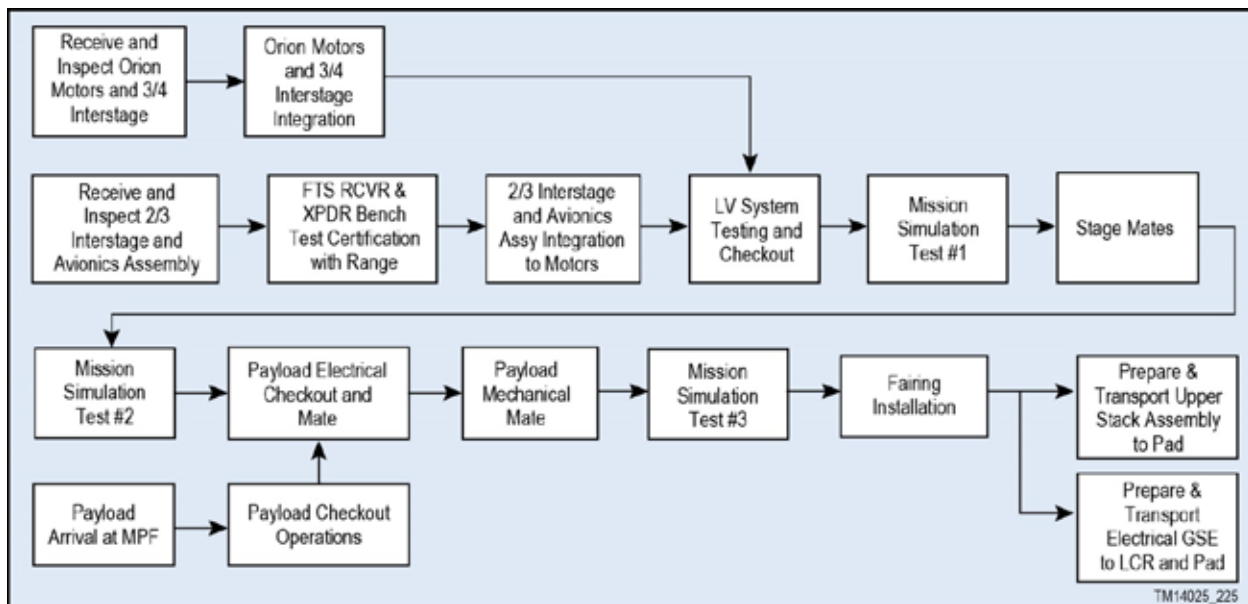 Receive and
Inspect Orion
Motors and 3/4
Interstage
Orion Motors
and 3/4
Interstage
Integration
Receive and
Inspect 2/3
Interstage and
Avionics Assembly
FTS RCVR &
XPDR Bench
Test Certification
with Range
2/3 Interstage
and Avionics
Assy Integration
to Motors
LV System
Testing and
Checkout
Mission
Simulation
Test #1
Stage Mates
Mission
Simulation
Test #2
Payload Electrical
Checkout and
Mate
Payload
Mechanical
Mate
Mission
Simulation
Test #3
Fairing
Installation
Prepare &
Transport Upper
Stack Assembly
to Pad
Payload
Arrival at MPF
Payload Checkout
Operations
Prepare &
Transport
Electrical GSE
to LCR and Pad
TM14025_225